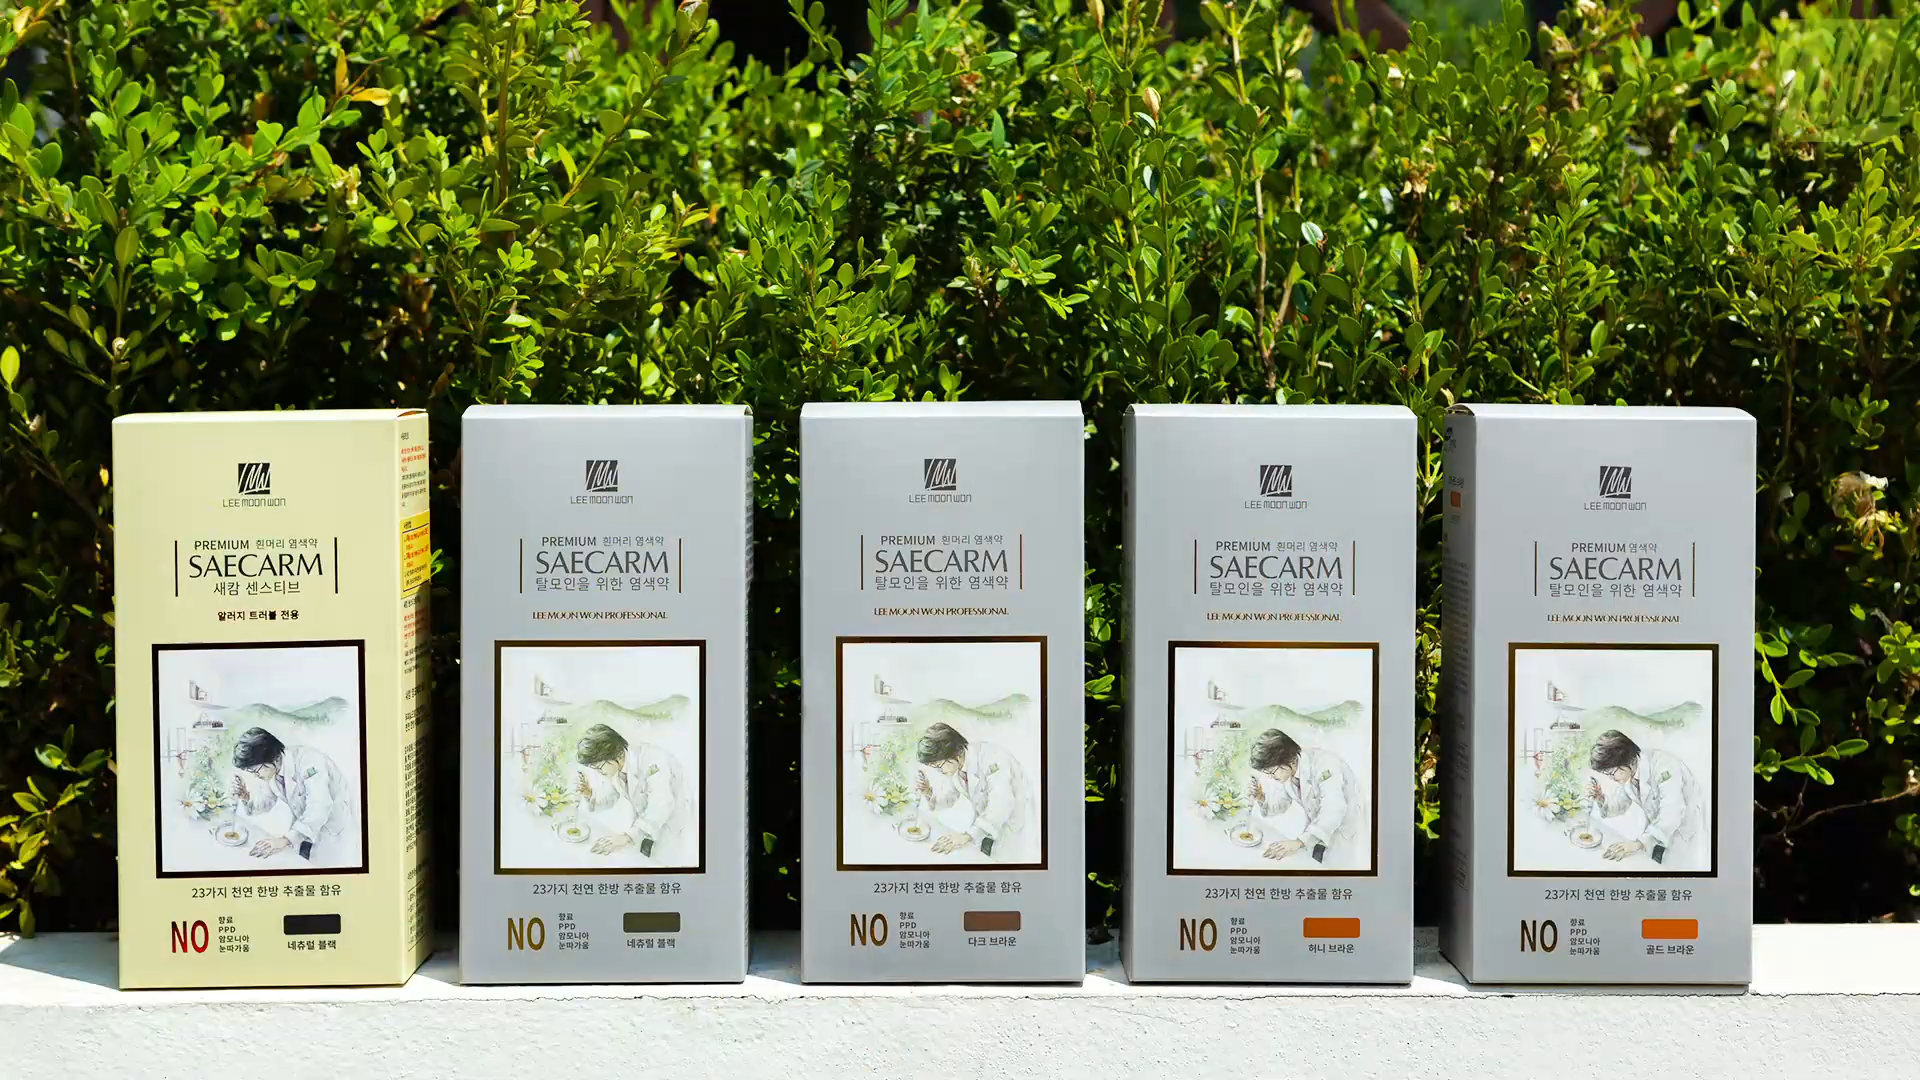 LEE MOON WON
PREMIUM 흰머리 염색약
SAECARM
새캄 센스티브
알러지 트러블 전용
23가지 천연 한방 추출물 함유
NO
향료
PPD
암모니아
눈따가움
네츄럴 블랙
LEE MOON WON
PREMIUM 흰머리 염색약
SAECARM
탈모인을 위한 염색약
LEE MOON WON PROFESSIONAL
23가지 천연 한방 추출물 함유
NO
향료
PPD
암모니아
눈따가움
네츄럴 블랙
LEE MOON WON
PREMIUM 흰머리 염색약
SAECARM
탈모인을 위한 염색약
LEE MOON WON PROFESSIONAL
23가지 천연 한방 추출물 함유
NO
향료
PPD
암모니아
눈따가움
다크 브라운
LEE MOON WON
PREMIUM 흰머리 염색약
SAECARM
탈모인을 위한 염색약
LEE MOON WON PROFESSIONAL
23가지 천연 한방 추출물 함유
NO
향료
PPD
암모니아
눈따가움
허니 브라운
LEE MOON WON
PREMIUM 염색약
SAECARM
탈모인을 위한 염색약
LEE MOON WON PROFESSIONAL
23가지 천연 한방 추출물 함유
NO
향료
PPD
암모니아
눈따가움
골드 브라운